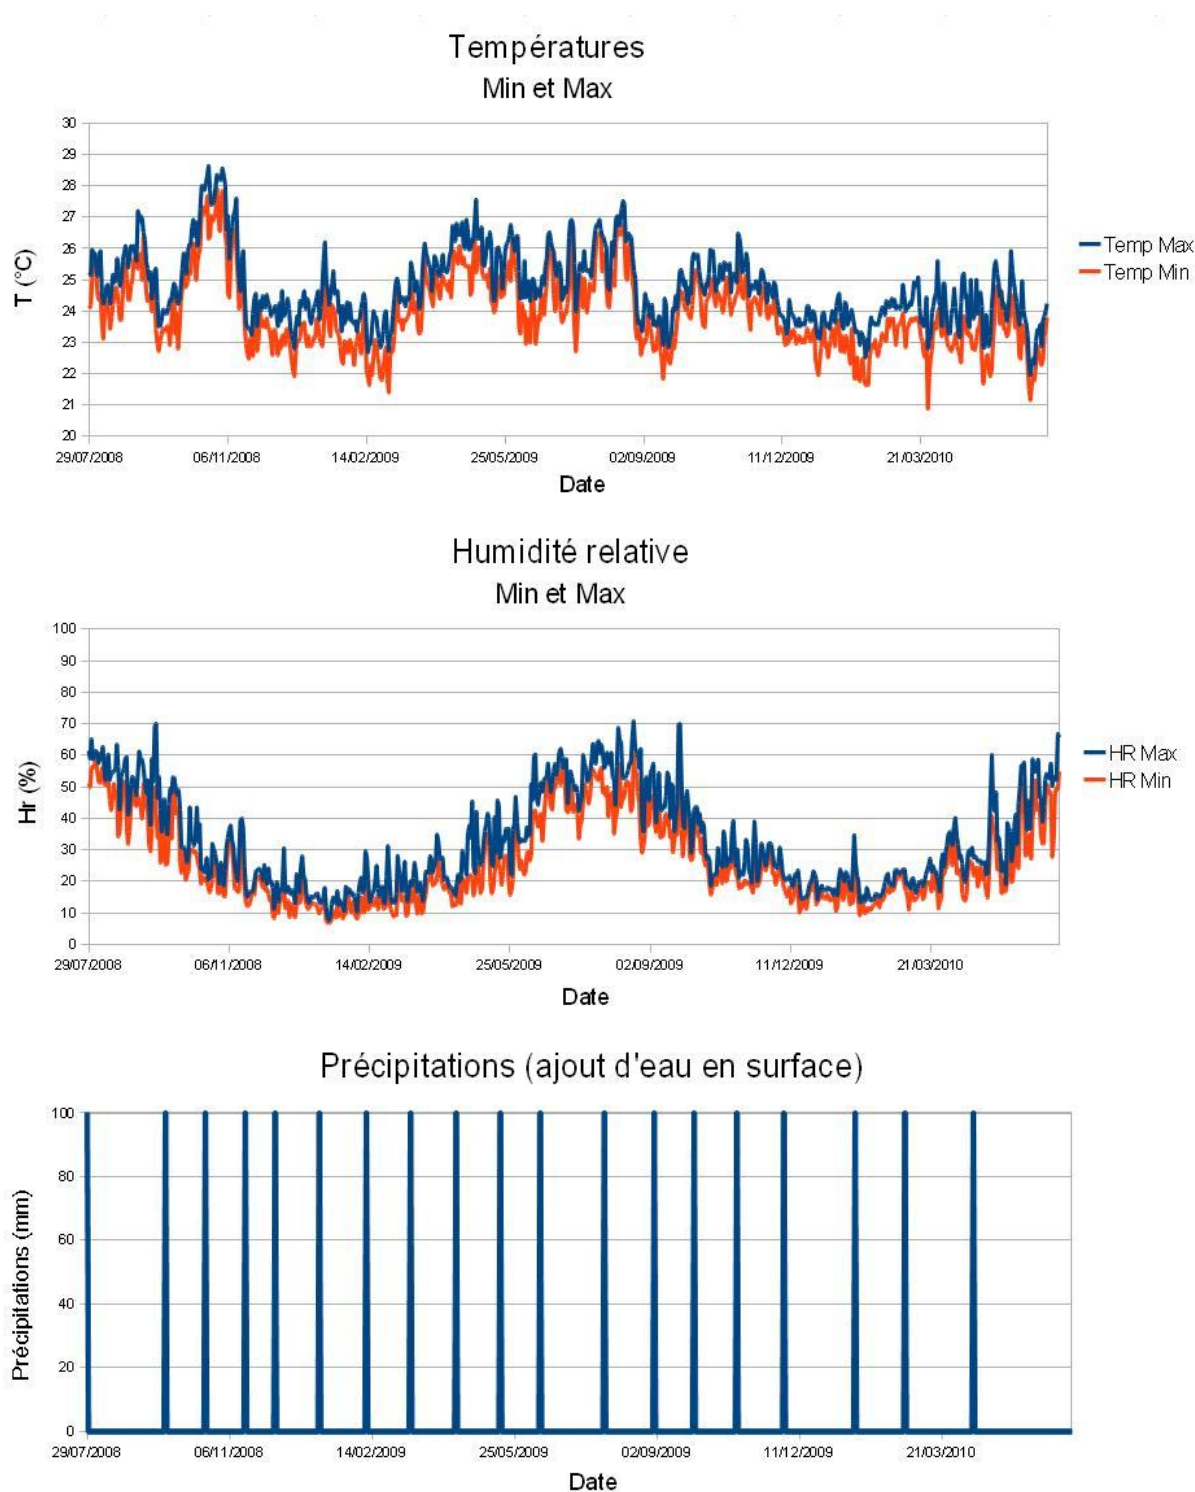 Températures
Min et Max
30
29
28
27
26
25
24
23
22
21
20
T (°C)
29/07/2008 06/11/2008 14/02/2009 25/05/2009 02/09/2009 11/12/2009 21/03/2010
Date
Temp Max
Temp Min
Humidité relative
Min et Max
100
90
80
70
60
50
40
30
20
10
0
Hr (%)
29/07/2008 06/11/2008 14/02/2009 25/05/2009 02/09/2009 11/12/2009 21/03/2010
Date
HR Max
HR Min
Précipitations (ajout d'eau en surface)
100
80
60
40
20
0
Précipitations (mm)
29/07/2008 06/11/2008 14/02/2009 25/05/2009 02/09/2009 11/12/2009 21/03/2010
Date